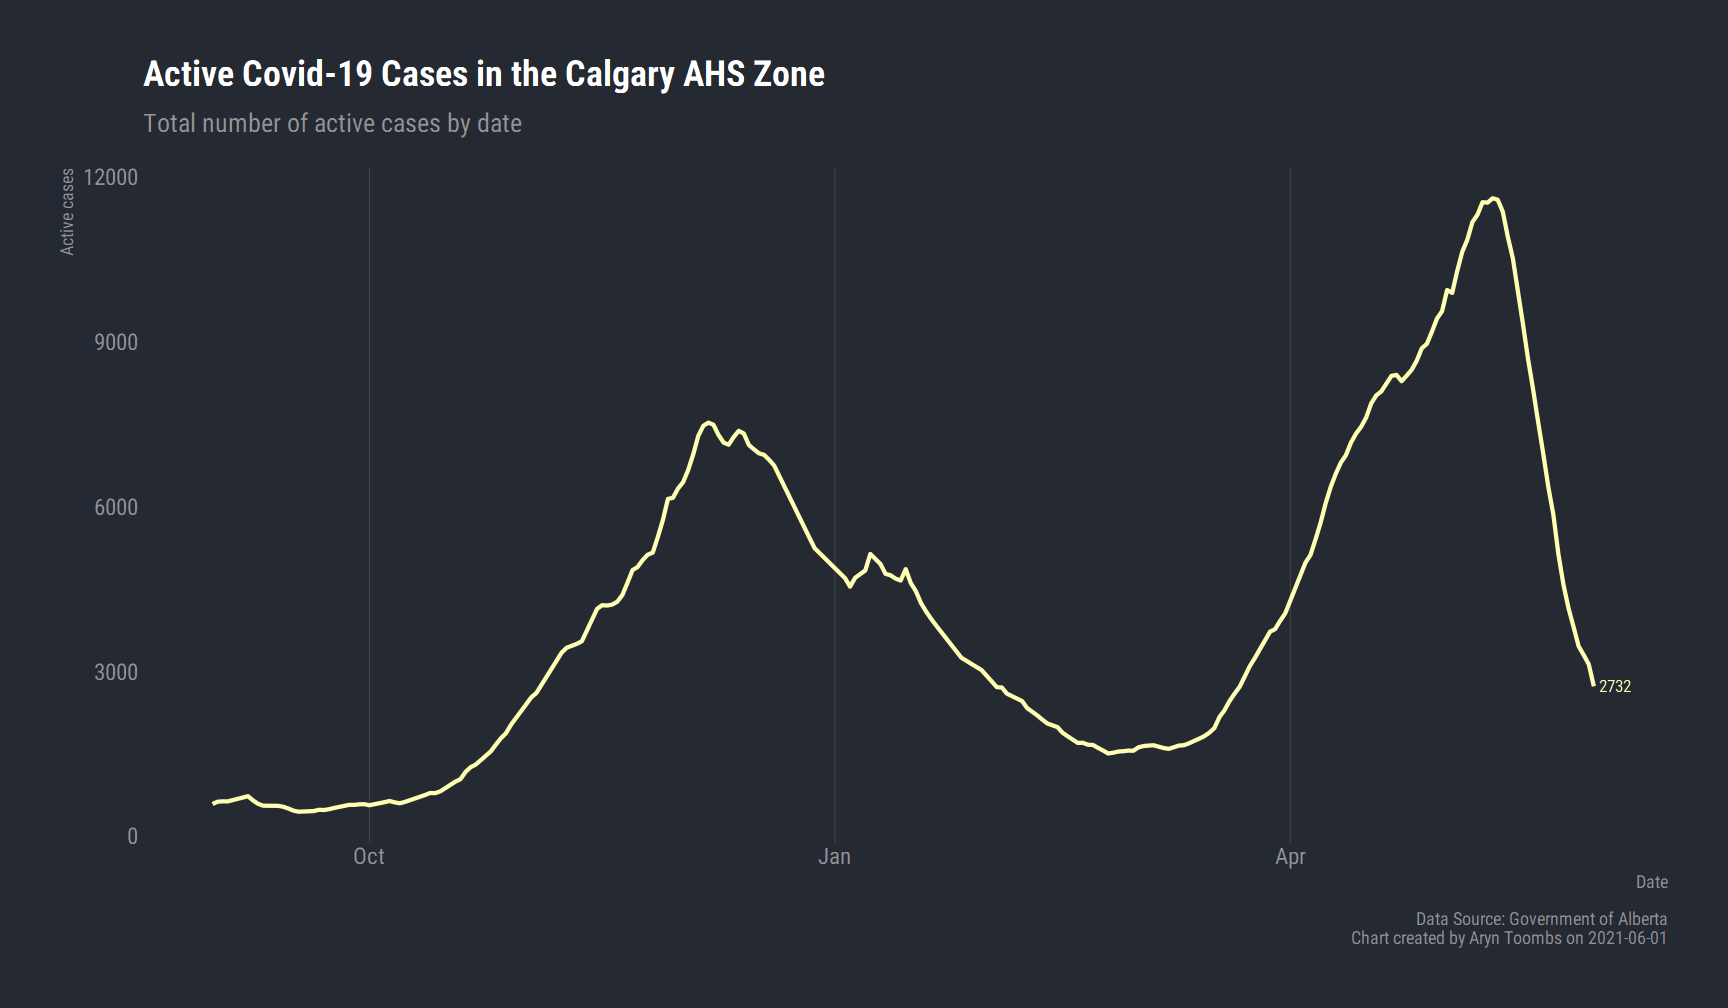 Active Covid-19 Cases in the Calgary AHS Zone
Total number of active cases by date
Active cases
12000
9000
6000
3000
0
2732
Oct
Jan
Apr
Date
Data Source: Government of Alberta
Chart created by Aryn Toombs on 2021-06-01